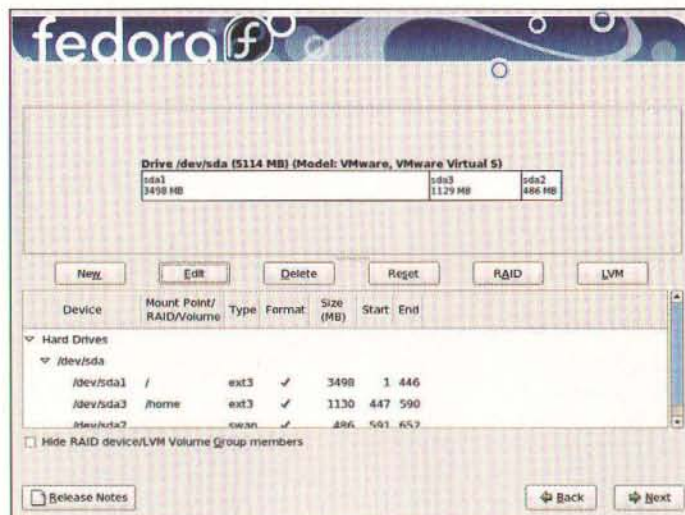 fedora f
Drive /dev/sda (5114 MB) (Model: VMware, VMware Virtual S)
sda1 sda3 sda2
3498 MB 1129 MB 486 MB
New Edit Delete Reset RAID LVM
Device Mount Point/ RAID/Volume Type Format Size (MB) Start End
Hard Drives
/dev/sda
/dev/sda1 / ext3 ✓ 3498 1 446
/dev/sda3 /home ext3 ✓ 1130 447 590
/dev/sda2 swap ✓ 486 591 652
Hide RAID device/LVM Volume Group members
Release Notes Back Next